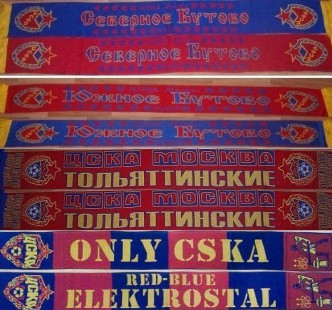 Северное Бутово
Северное Бутово
Южное Бутово
Южное Бутово
ЦСКА МОСКВА
ТОЛЬЯТТИНСКИЕ
ЦСКА МОСКВА
ТОЛЬЯТТИНСКИЕ
ONLY CSKA
RED-BLUE
ELEKTROSTAL